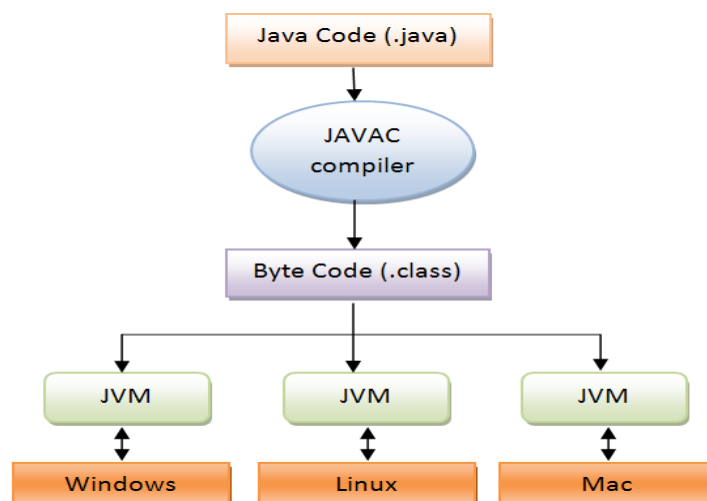 Java Code (.java)
JAVAC
compiler
Byte Code (.class)
JVM
JVM
JVM
Windows
Linux
Mac